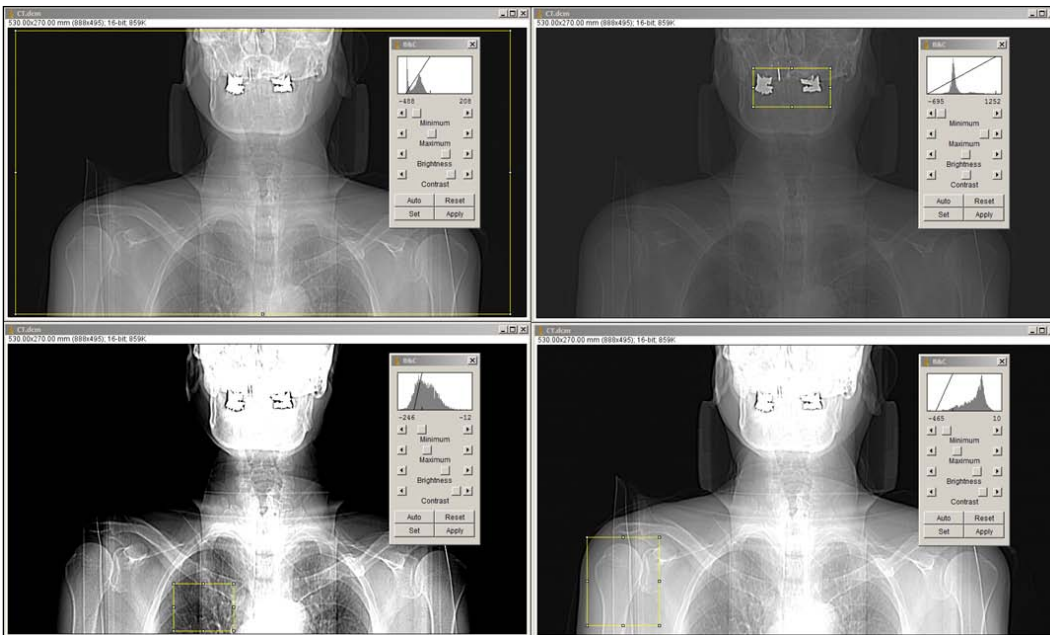 CT.dcm
530.00x270.00 mm (888x495); 16-bit; 859K
B&C
-488 208
Minimum
Maximum
Brightness
Contrast
Auto Reset
Set Apply
CT.dcm
530.00x270.00 mm (888x495); 16-bit; 859K
B&C
-695 1252
Minimum
Maximum
Brightness
Contrast
Auto Reset
Set Apply
CT.dcm
530.00x270.00 mm (888x495); 16-bit; 859K
B&C
-246 -12
Minimum
Maximum
Brightness
Contrast
Auto Reset
Set Apply
CT.dcm
530.00x270.00 mm (888x495); 16-bit; 859K
B&C
-465 10
Minimum
Maximum
Brightness
Contrast
Auto Reset
Set Apply